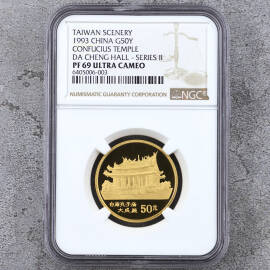 TAIWAN SCENERY
1993 CHINA G50Y
CONFUCIUS TEMPLE
DA CHENG HALL - SERIES II
PF 69 ULTRA CAMEO
6405006-003
NUMISMATIC GUARANTY CORPORATION
NGC
台湾孔子庙
大成殿
50元